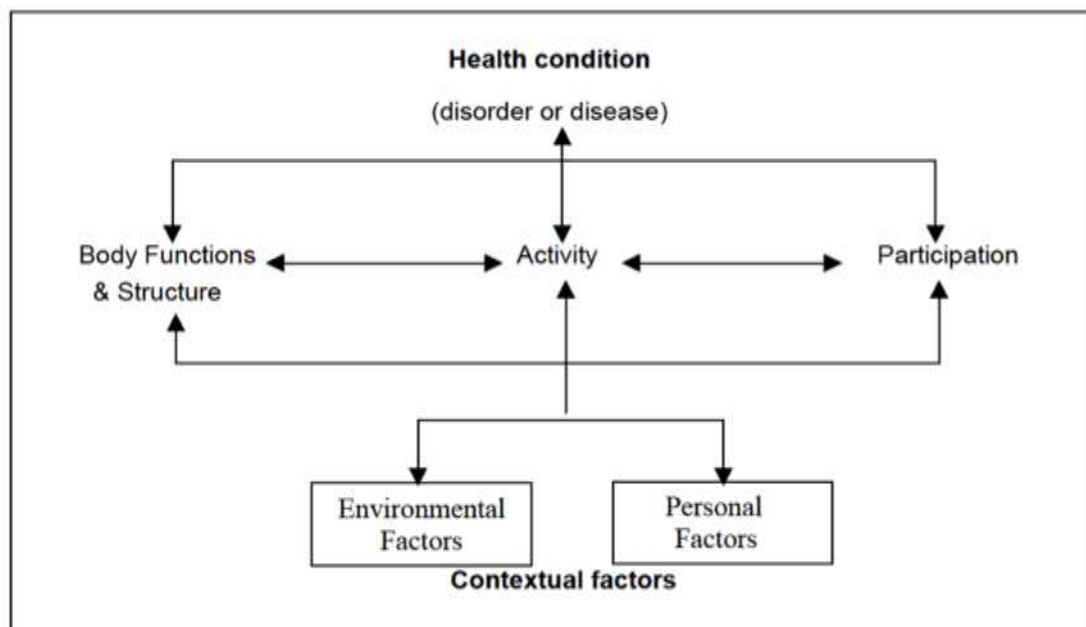 Health condition
(disorder or disease)
Body Functions
& Structure
Activity
Participation
Environmental
Factors
Personal
Factors
Contextual factors